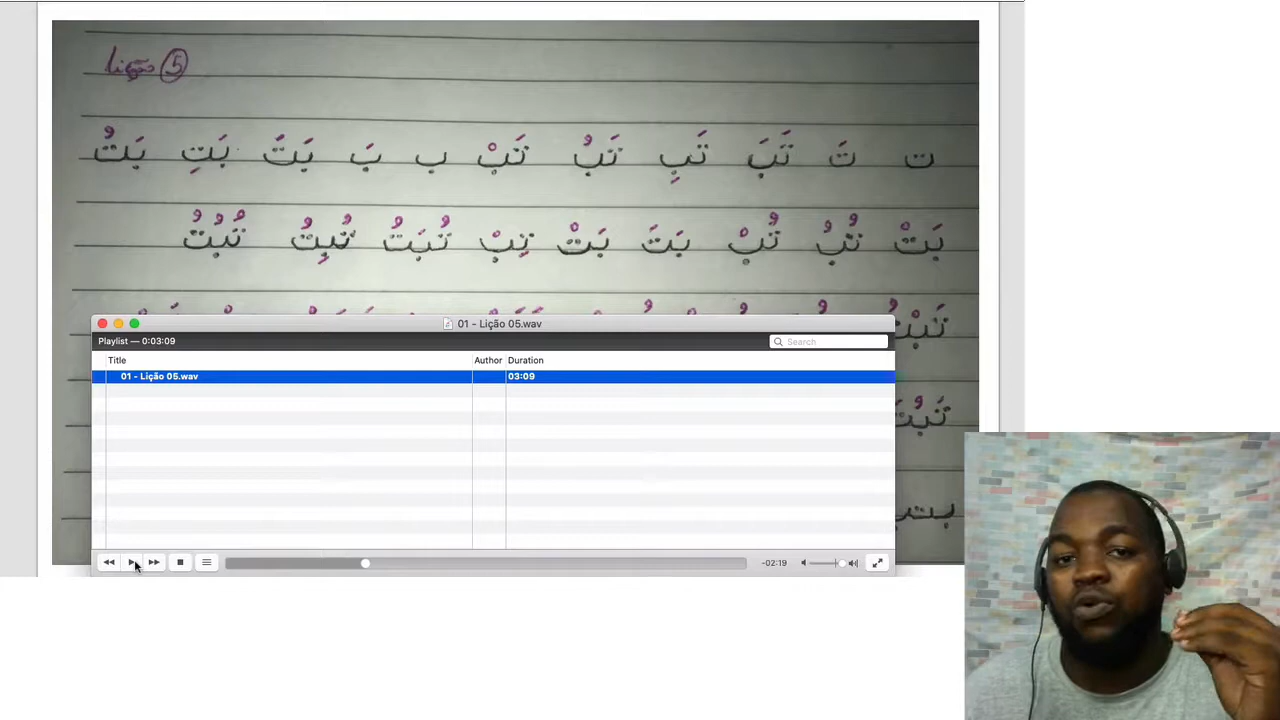 lição 5
ت تَ تَبَ تَبِ تَبُ تَبْ ب بَ بَتَ بَتِ بَتُ
بَتْ تُبُ تُبْ بَتَ بَتْ تِبْ تُبَتُ تُبِتُ تُبُتُ
01 - Lição 05.wav
Playlist — 0:03:09
Search
Title Author Duration
01 - Lição 05.wav 03:09
-02:19